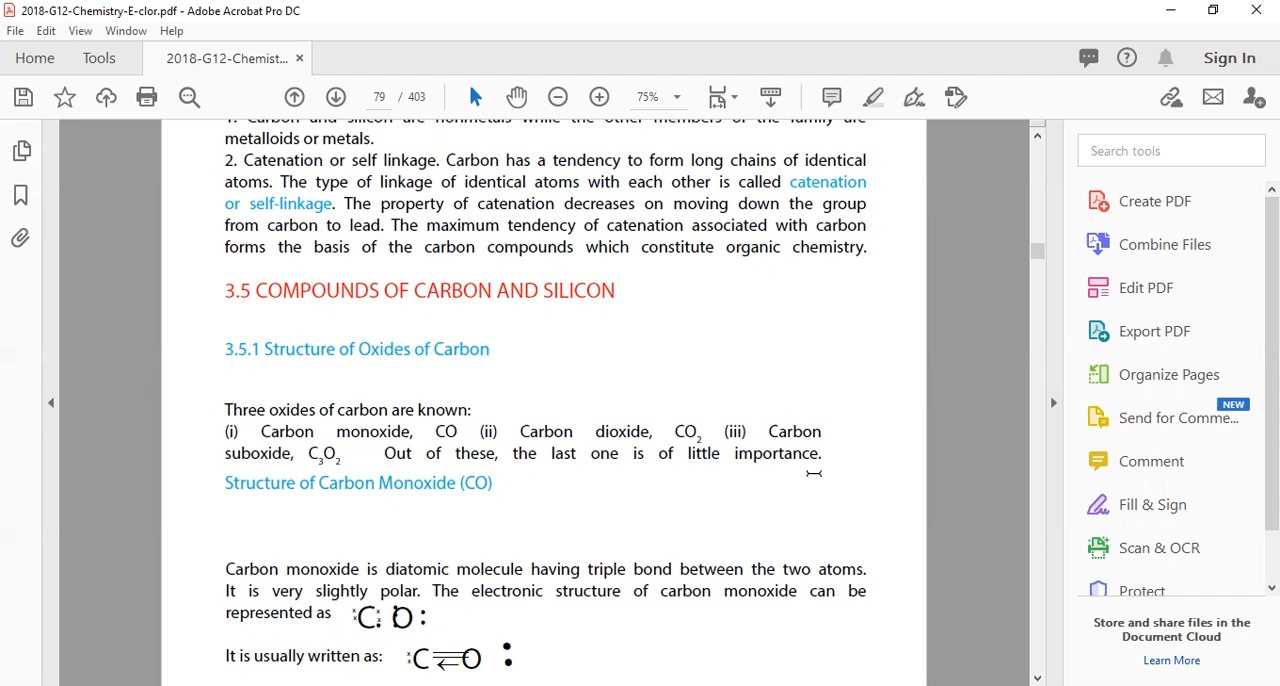 2018-G12-Chemistry-E-clor.pdf - Adobe Acrobat Pro DC
File Edit View Window Help
Home Tools 2018-G12-Chemist... × Sign In
79 / 403 75%
1. Carbon and silicon are nonmetals while the other members of the family are
metalloids or metals.
2. Catenation or self linkage. Carbon has a tendency to form long chains of identical
atoms. The type of linkage of identical atoms with each other is called catenation
or self-linkage. The property of catenation decreases on moving down the group
from carbon to lead. The maximum tendency of catenation associated with carbon
forms the basis of the carbon compounds which constitute organic chemistry.
3.5 COMPOUNDS OF CARBON AND SILICON
3.5.1 Structure of Oxides of Carbon
Three oxides of carbon are known:
(i) Carbon monoxide, CO (ii) Carbon dioxide, CO₂ (iii) Carbon
suboxide, C₃O₂ Out of these, the last one is of little importance.
Structure of Carbon Monoxide (CO)
Carbon monoxide is diatomic molecule having triple bond between the two atoms.
It is very slightly polar. The electronic structure of carbon monoxide can be
represented as C O :
It is usually written as: C O :
Search tools
Create PDF
Combine Files
Edit PDF
Export PDF
Organize Pages
NEW
Send for Comme...
Comment
Fill & Sign
Scan & OCR
Protect
Store and share files in the
Document Cloud
Learn More